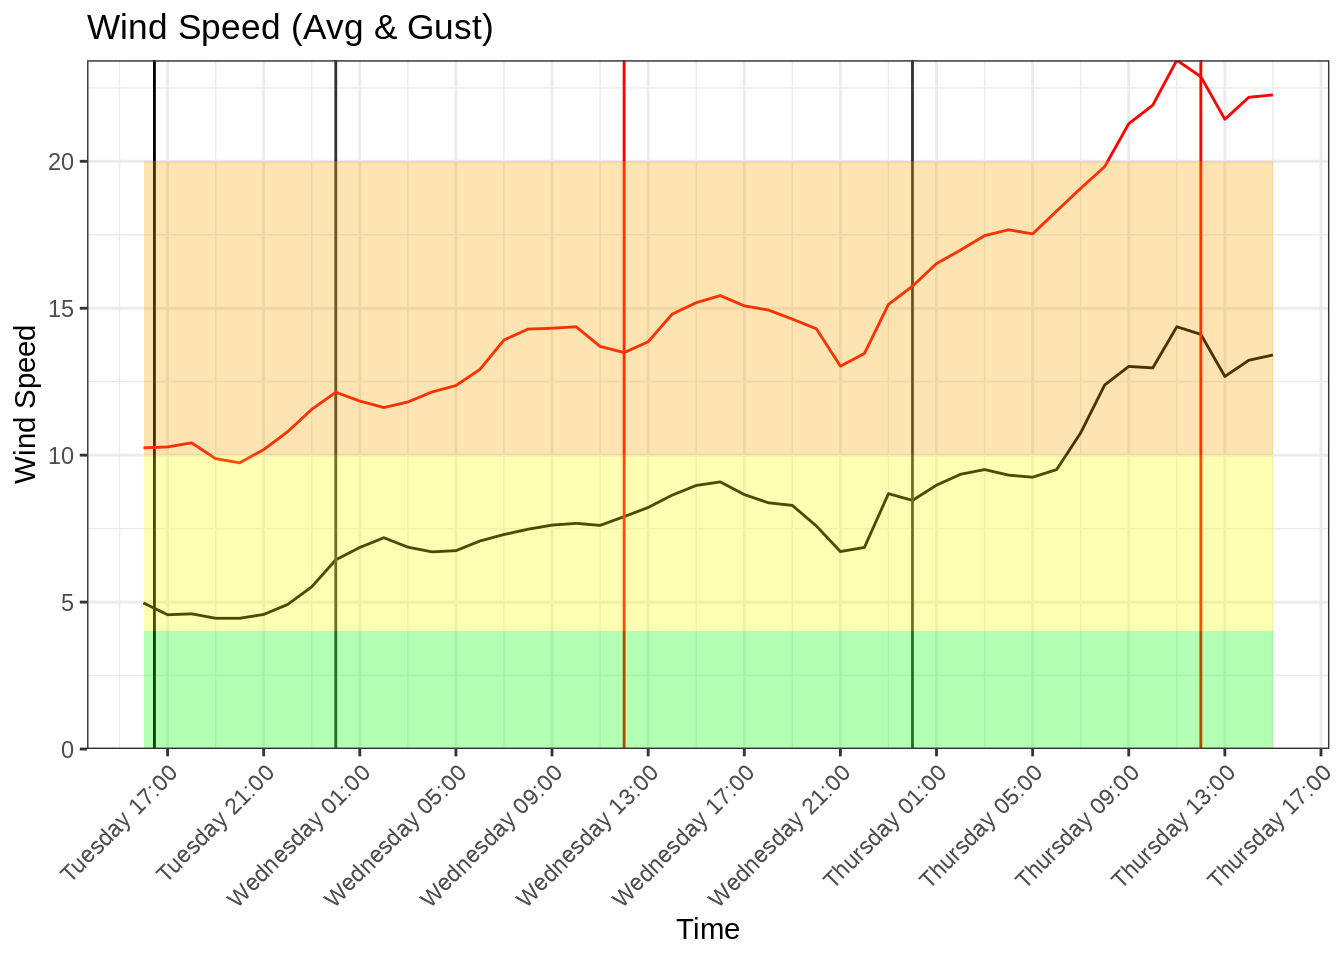 Wind Speed (Avg & Gust)
Wind Speed
20
15
10
5
0
Tuesday 17:00
Tuesday 21:00
Wednesday 01:00
Wednesday 05:00
Wednesday 09:00
Wednesday 13:00
Wednesday 17:00
Wednesday 21:00
Thursday 01:00
Thursday 05:00
Thursday 09:00
Thursday 13:00
Thursday 17:00
Time